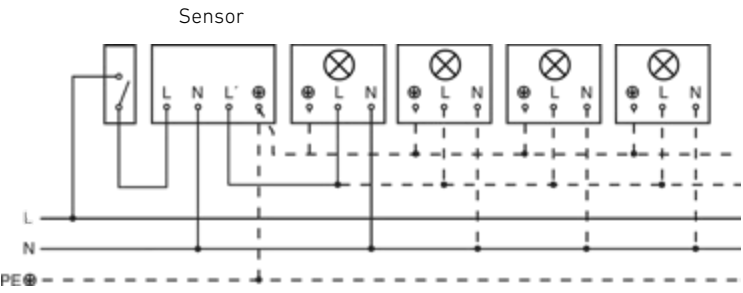 Sensor
L N L´ ⏚ ⏚ L N ⏚ L N ⏚ L N ⏚ L N
L
N
PE⏚